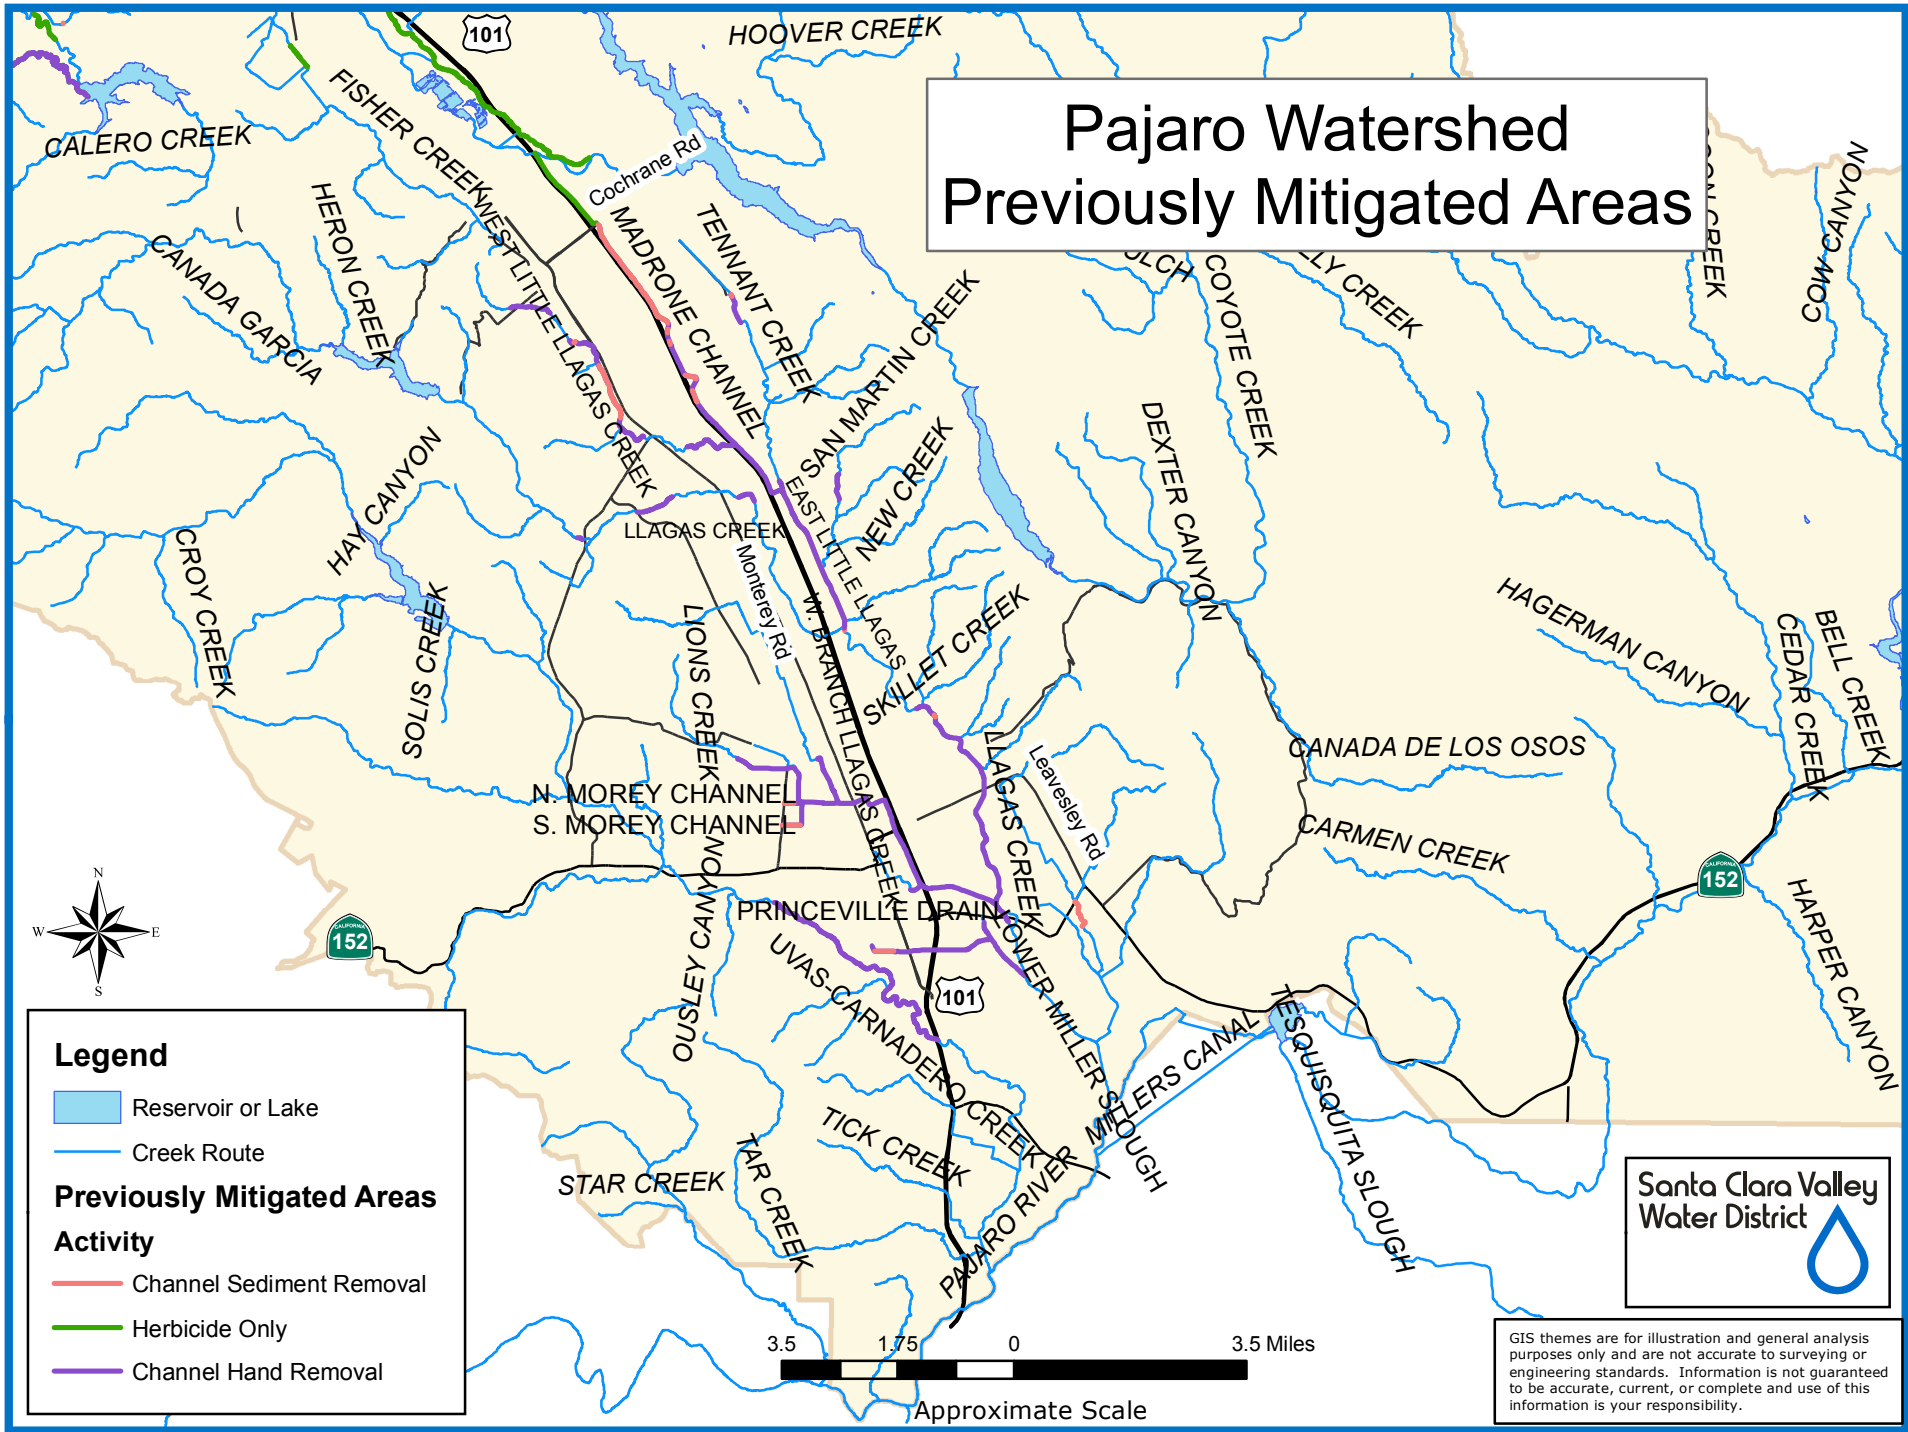 101
HOOVER CREEK
Pajaro Watershed
Previously Mitigated Areas
FISHER CREEK
CALERO CREEK
Cochrane Rd
HERON CREEK
WEST LITTLE LLAGAS CREEK
MADRONE CHANNEL
TENNANT CREEK
CANADA GARCIA
SAN MARTIN CREEK
COYOTE CREEK
COW CANYON
CREEK
HAY CANYON
NEW CREEK
DEXTER CANYON
EAST LITTLE LLAGAS
LLAGAS CREEK
Monterey Rd
CROY CREEK
SOLIS CREEK
LIONS CREEK
W. BRANCH LLAGAS CREEK
SKILLET CREEK
HAGERMAN CANYON
CEDAR CREEK
BELL CREEK
LLAGAS CREEK
Leavesley Rd
CANADA DE LOS OSOS
N. MOREY CHANNEL
S. MOREY CHANNEL
CARMEN CREEK
CALIFORNIA
152
HARPER CANYON
N
W
E
S
CALIFORNIA
152
OUSLEY CANYON
PRINCEVILLE DRAIN
UVAS-CARNADERO CREEK
101
LOWER MILLER SLOUGH
MILLERS CANAL
TESQUISQUITA SLOUGH
TICK CREEK
TAR CREEK
STAR CREEK
PAJARO RIVER
Legend
Reservoir or Lake
Creek Route
Previously Mitigated Areas
Activity
Channel Sediment Removal
Herbicide Only
Channel Hand Removal
3.5 1.75 0 3.5 Miles
Approximate Scale
Santa Clara Valley
Water District
GIS themes are for illustration and general analysis
purposes only and are not accurate to surveying or
engineering standards. Information is not guaranteed
to be accurate, current, or complete and use of this
information is your responsibility.